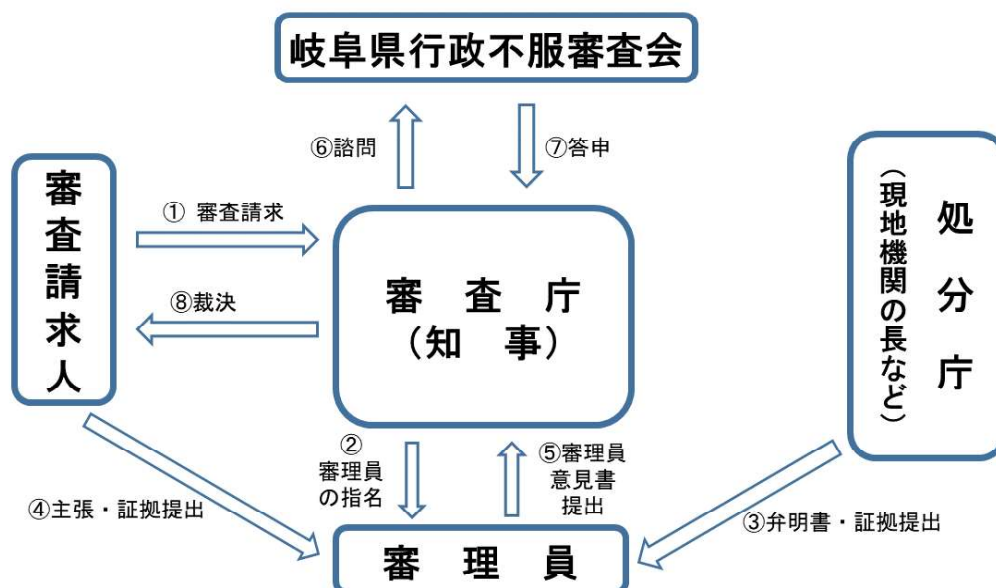 岐阜県行政不服審査会
⑥諮問
⑦答申
審査請求人
① 審査請求
⑧裁決
審　査　庁
（知　事）
処　分　庁
（現地機関の長など）
②
審理員
の指名
⑤審理員
意見書
提出
④主張・証拠提出
③弁明書・証拠提出
審　理　員